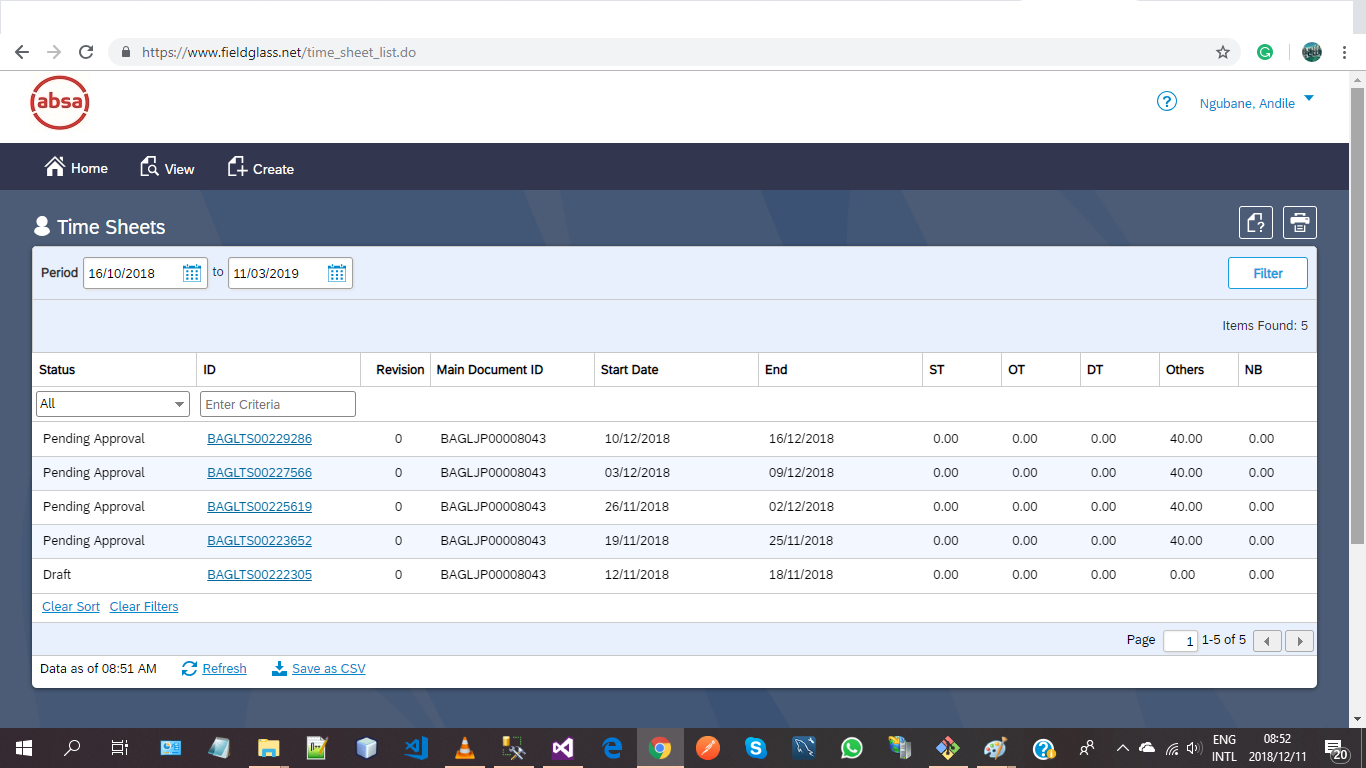 https://www.fieldglass.net/time_sheet_list.do
absa
? Ngubane, Andile
Home View Create
Time Sheets
Period 16/10/2018 to 11/03/2019 Filter
Items Found: 5
Status ID Revision Main Document ID Start Date End ST OT DT Others NB
All Enter Criteria
Pending Approval BAGLTS00229286 0 BAGLJP00008043 10/12/2018 16/12/2018 0.00 0.00 0.00 40.00 0.00
Pending Approval BAGLTS00227566 0 BAGLJP00008043 03/12/2018 09/12/2018 0.00 0.00 0.00 40.00 0.00
Pending Approval BAGLTS00225619 0 BAGLJP00008043 26/11/2018 02/12/2018 0.00 0.00 0.00 40.00 0.00
Pending Approval BAGLTS00223652 0 BAGLJP00008043 19/11/2018 25/11/2018 0.00 0.00 0.00 40.00 0.00
Draft BAGLTS00222305 0 BAGLJP00008043 12/11/2018 18/11/2018 0.00 0.00 0.00 0.00 0.00
Clear Sort Clear Filters
Page 1 1-5 of 5
Data as of 08:51 AM Refresh Save as CSV
ENG 08:52
INTL 2018/12/11 20